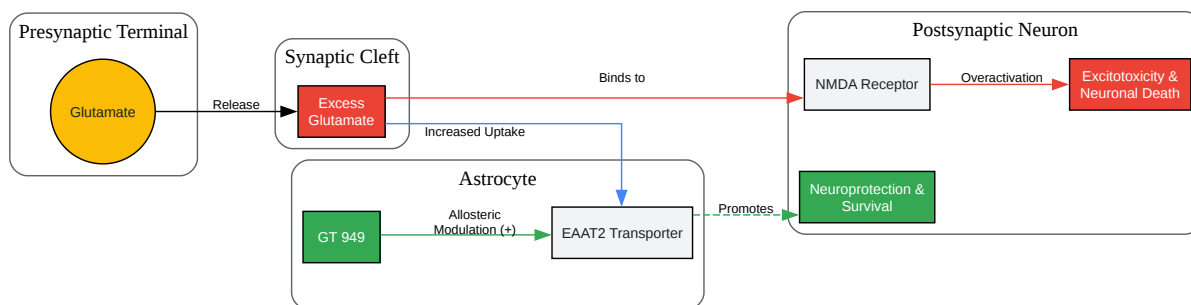 Presynaptic Terminal
Glutamate
Release
Synaptic Cleft
Excess
Glutamate
Binds to
Increased Uptake
Postsynaptic Neuron
NMDA Receptor
Overactivation
Excitotoxicity &
Neuronal Death
Astrocyte
GT 949
Allosteric
Modulation (+)
EAAT2 Transporter
Promotes
Neuroprotection &
Survival